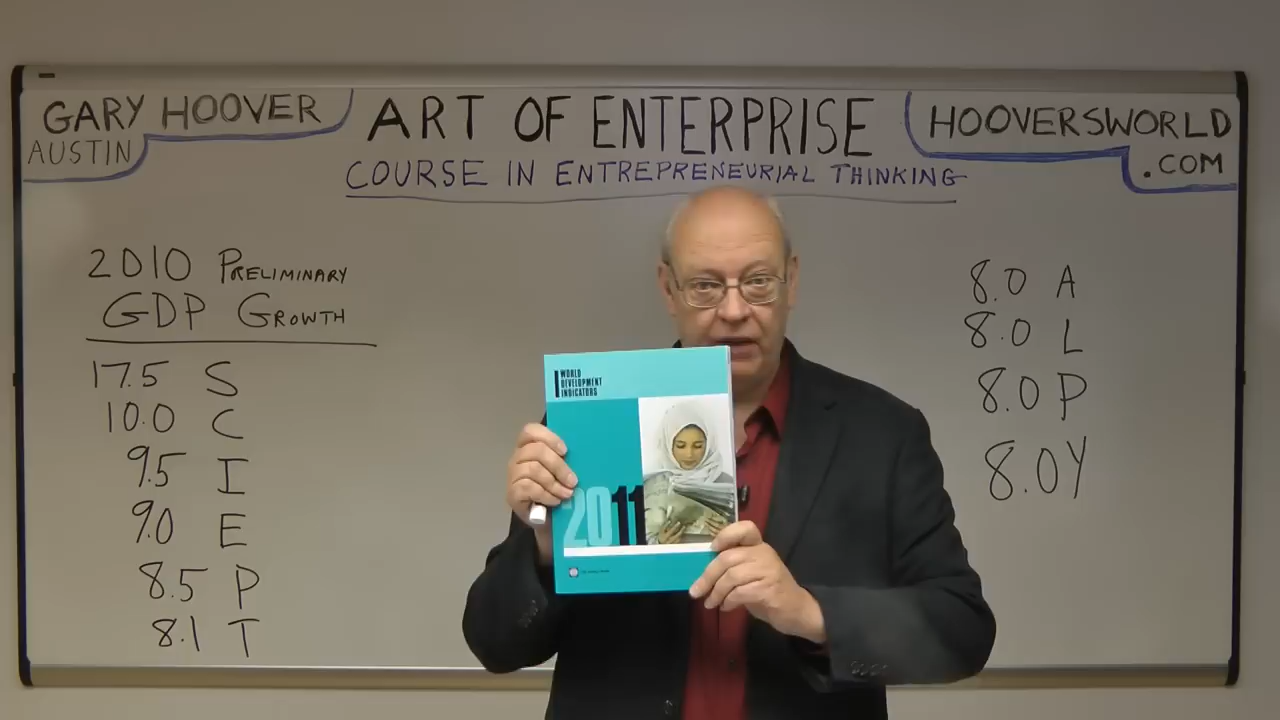 GARY HOOVER
AUSTIN
ART OF ENTERPRISE
COURSE IN ENTREPRENEURIAL THINKING
HOOVERSWORLD
.COM
2010 PRELIMINARY
GDP GROWTH
17.5 S
10.0 C
9.5 I
9.0 E
8.5 P
8.1 T
8.0 A
8.0 L
8.0 P
8.0 Y
WORLD
DEVELOPMENT
INDICATORS
2011